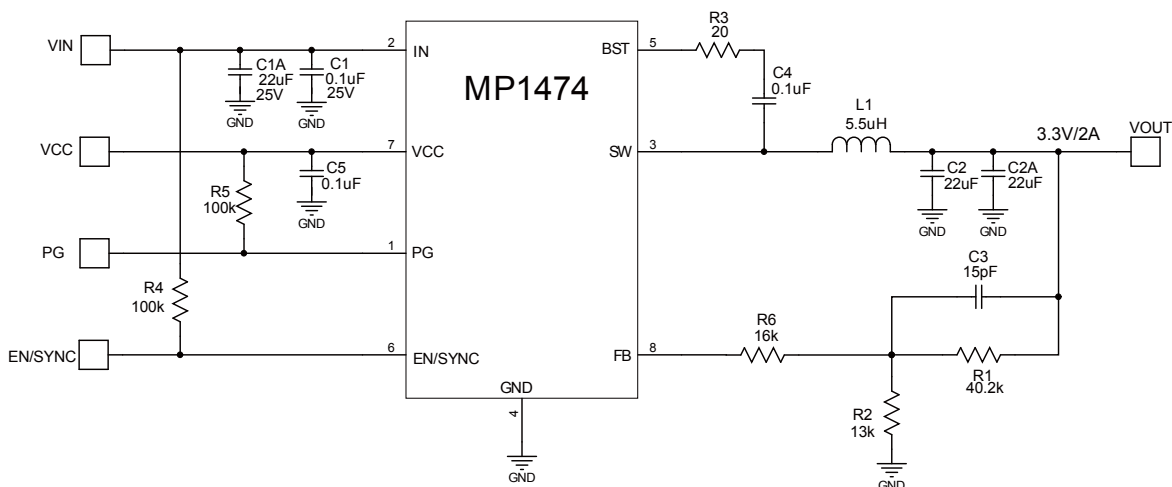 VIN
2
IN
C1A
22uF
25V
GND
C1
0.1uF
25V
GND
MP1474
BST
5
R3
20
C4
0.1uF
VCC
7
VCC
C5
0.1uF
GND
R5
100k
SW
3
L1
5.5uH
3.3V/2A
VOUT
C2
22uF
GND
C2A
22uF
GND
PG
1
PG
R4
100k
C3
15pF
EN/SYNC
6
EN/SYNC
FB
8
R6
16k
R1
40.2k
R2
13k
GND
GND
4
GND